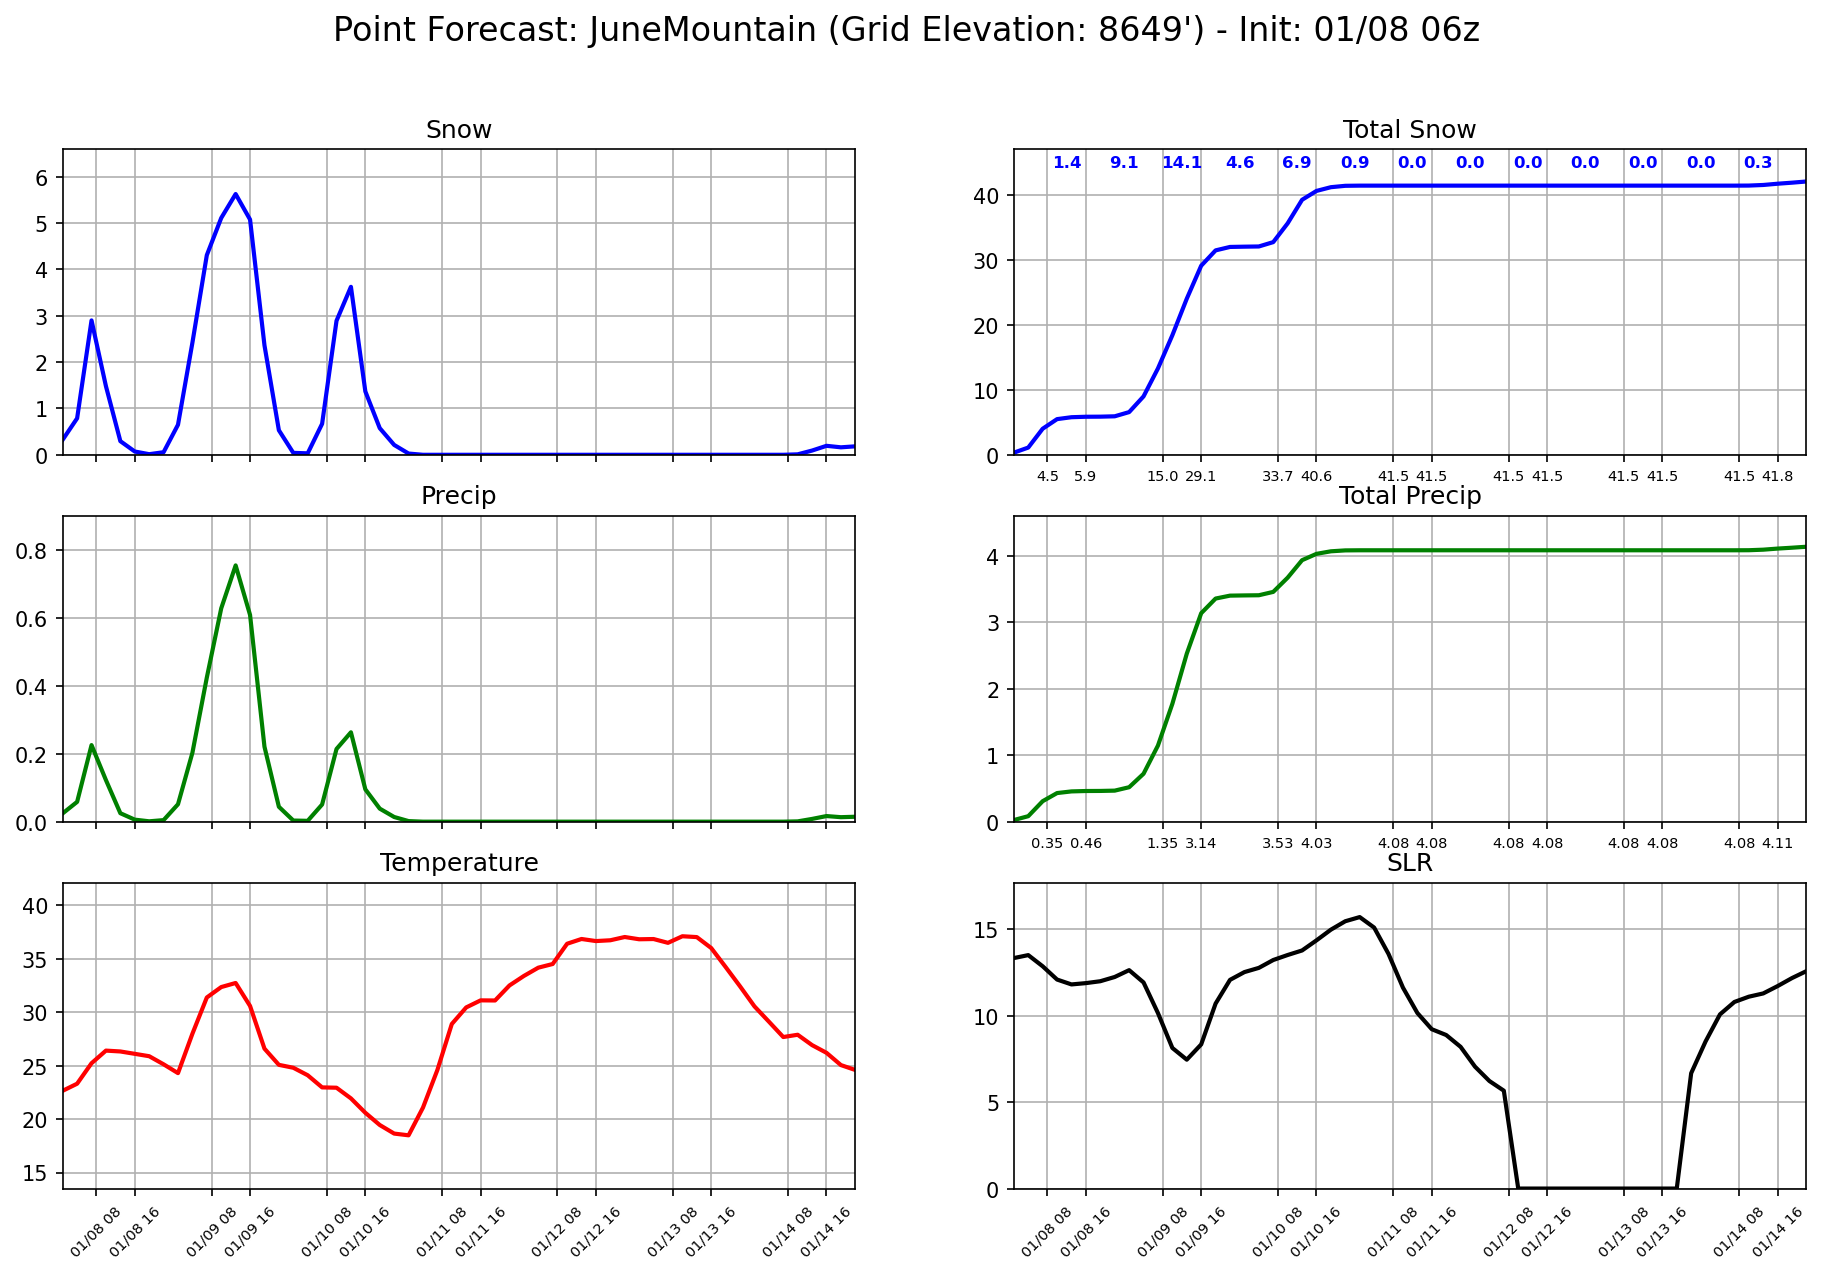 Point Forecast: JuneMountain (Grid Elevation: 8649') - Init: 01/08 06z
Snow
6
5
4
3
2
1
0
Total Snow
1.4 9.1 14.1 4.6 6.9 0.9 0.0 0.0 0.0 0.0 0.0 0.0 0.3
40
30
20
10
0
4.5 5.9 15.0 29.1 33.7 40.6 41.5 41.5 41.5 41.5 41.5 41.5 41.5 41.8
Precip
0.8
0.6
0.4
0.2
0.0
Total Precip
4
3
2
1
0
0.35 0.46 1.35 3.14 3.53 4.03 4.08 4.08 4.08 4.08 4.08 4.08 4.08 4.11
Temperature
40
35
30
25
20
15
01/08 08 01/08 16 01/09 08 01/09 16 01/10 08 01/10 16 01/11 08 01/11 16 01/12 08 01/12 16 01/13 08 01/13 16 01/14 08 01/14 16
SLR
15
10
5
0
01/08 08 01/08 16 01/09 08 01/09 16 01/10 08 01/10 16 01/11 08 01/11 16 01/12 08 01/12 16 01/13 08 01/13 16 01/14 08 01/14 16